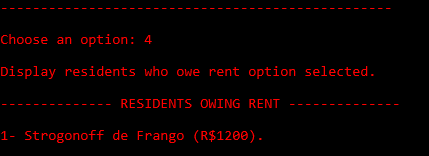 -------------------------------------------------
Choose an option: 4
Display residents who owe rent option selected.
-------------- RESIDENTS OWING RENT --------------
1- Strogonoff de Frango (R$1200).